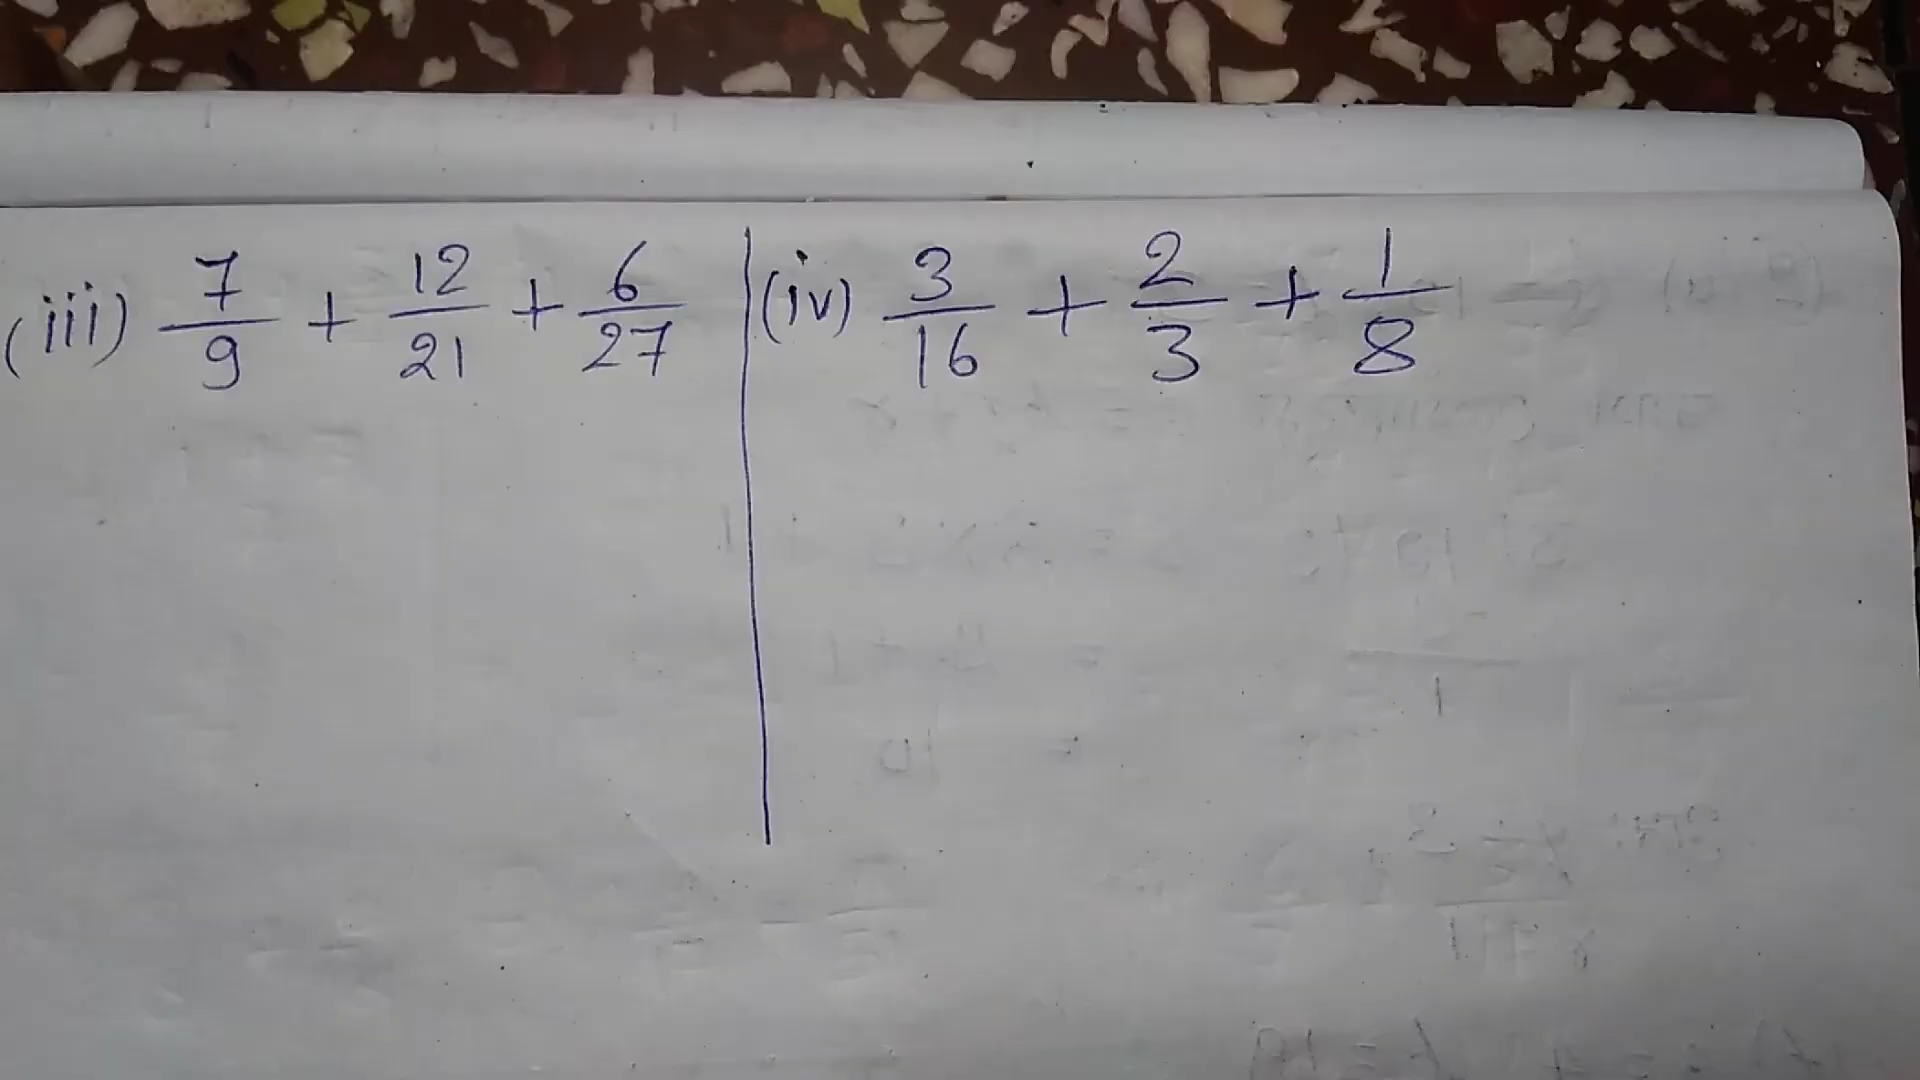 (iii) 7/9 + 12/21 + 6/27
(iv) 3/16 + 2/3 + 1/8